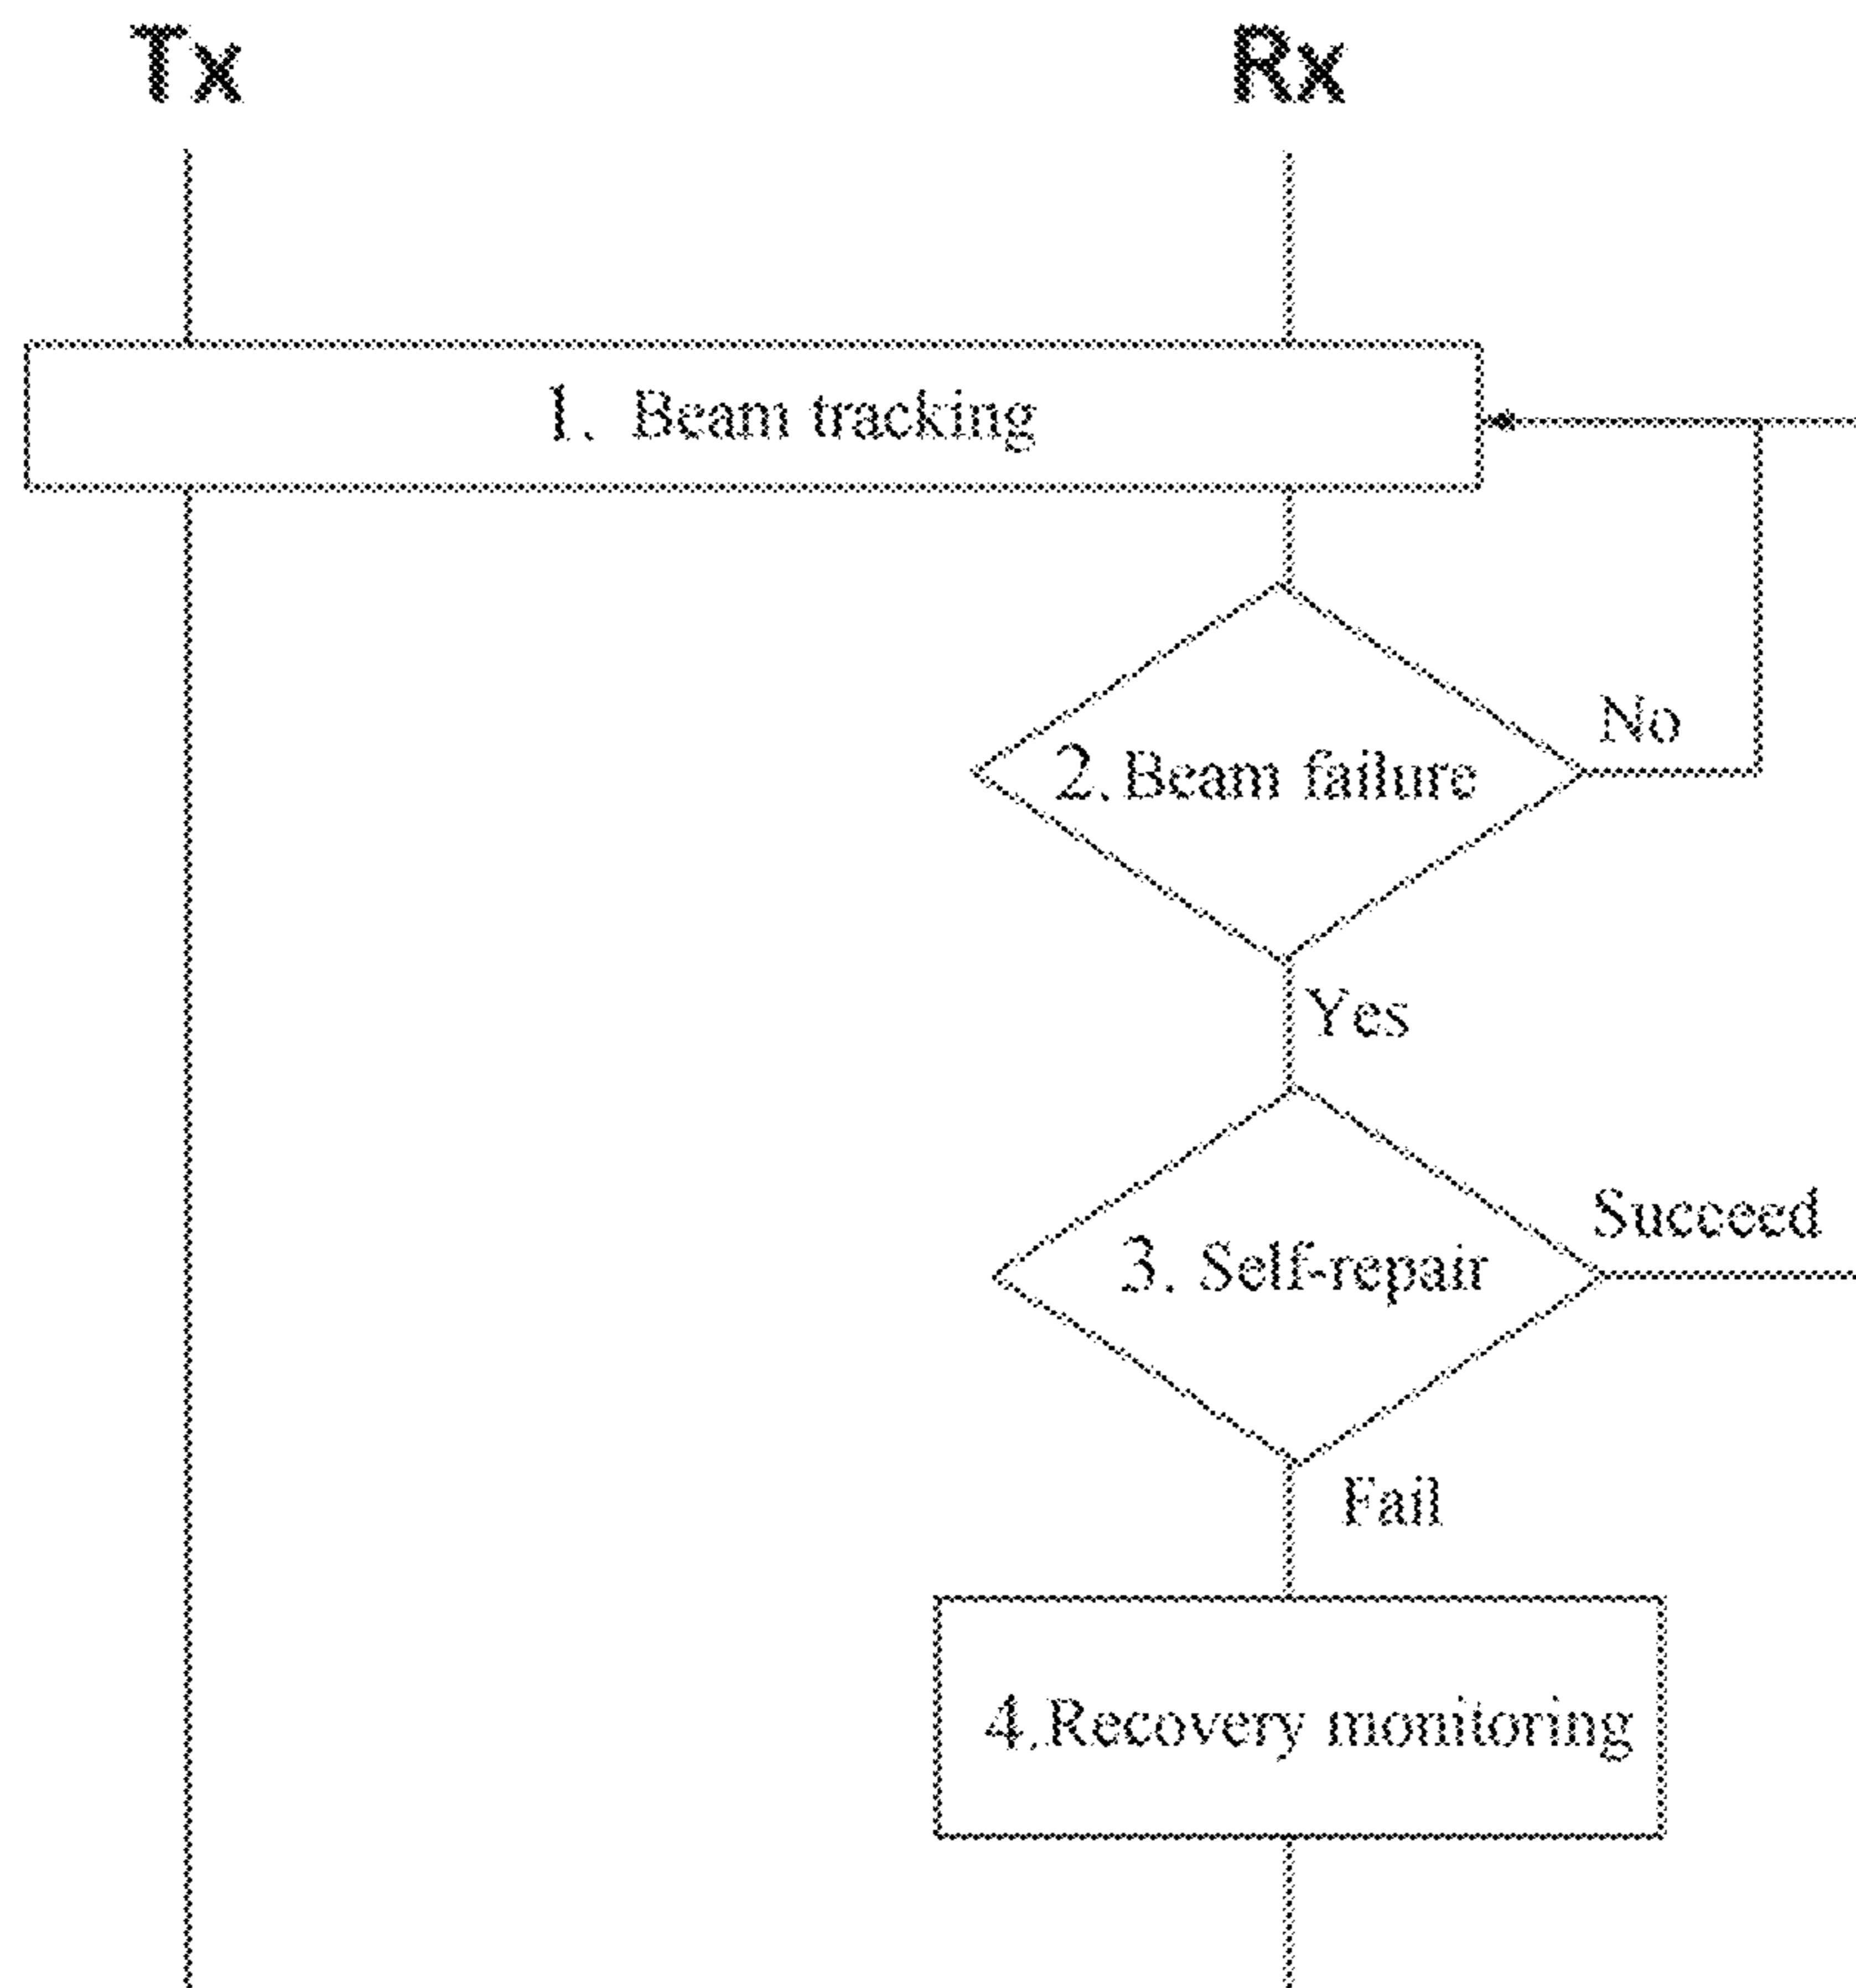 Tx
Rx
1. Beam tracking
No
2. Beam failure
Yes
Succeed
3. Self-repair
Fail
4. Recovery monitoring